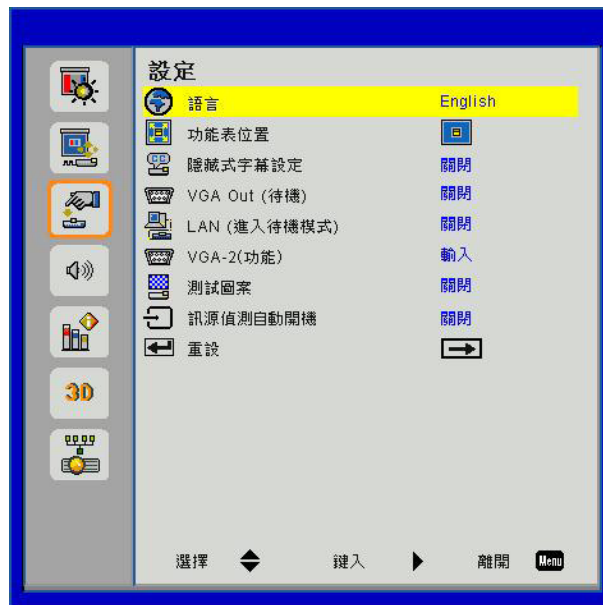 設定
語言 English
功能表位置
隱藏式字幕設定 關閉
VGA Out (待機) 關閉
LAN (進入待機模式) 關閉
VGA-2(功能) 輸入
測試圖案 關閉
訊源偵測自動開機 關閉
重設
3D
選擇 鍵入 離開 Menu